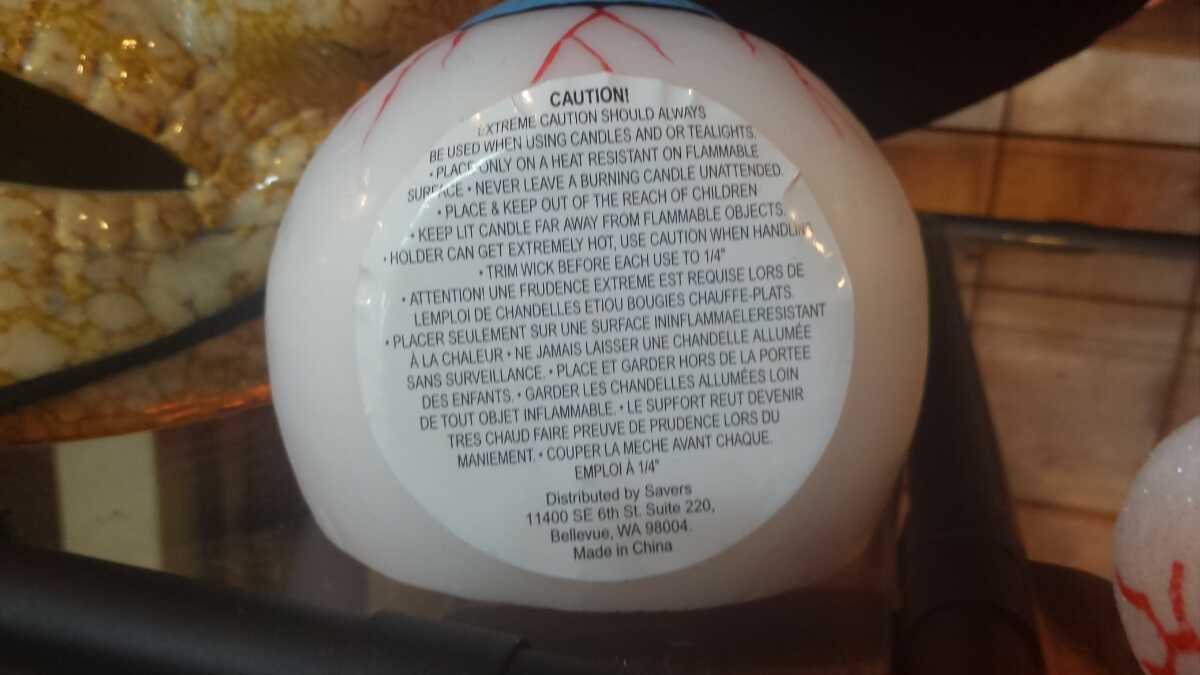 CAUTION!
EXTREME CAUTION SHOULD ALWAYS
BE USED WHEN USING CANDLES AND OR TEALIGHTS.
• PLACE ONLY ON A HEAT RESISTANT ON FLAMMABLE
SURFACE • NEVER LEAVE A BURNING CANDLE UNATTENDED.
• PLACE & KEEP OUT OF THE REACH OF CHILDREN
• KEEP LIT CANDLE FAR AWAY FROM FLAMMABLE OBJECTS.
• HOLDER CAN GET EXTREMELY HOT, USE CAUTION WHEN HANDLING
• TRIM WICK BEFORE EACH USE TO 1/4"
• ATTENTION! UNE FRUDENCE EXTREME EST REQUISE LORS DE
LEMPLOI DE CHANDELLES ETIOU BOUGIES CHAUFFE-PLATS.
• PLACER SEULEMENT SUR UNE SURFACE ININFLAMMAELERESISTANT
À LA CHALEUR • NE JAMAIS LAISSER UNE CHANDELLE ALLUMÉE
SANS SURVEILLANCE. • PLACE ET GARDER HORS DE LA PORTEE
DES ENFANTS. • GARDER LES CHANDELLES ALLUMÉES LOIN
DE TOUT OBJET INFLAMMABLE. • LE SUPFORT REUT DEVENIR
TRES CHAUD FAIRE PREUVE DE PRUDENCE LORS DU
MANIEMENT. • COUPER LA MECHE AVANT CHAQUE.
EMPLOI À 1/4"
Distributed by Savers
11400 SE 6th St. Suite 220,
Bellevue, WA 98004.
Made in China